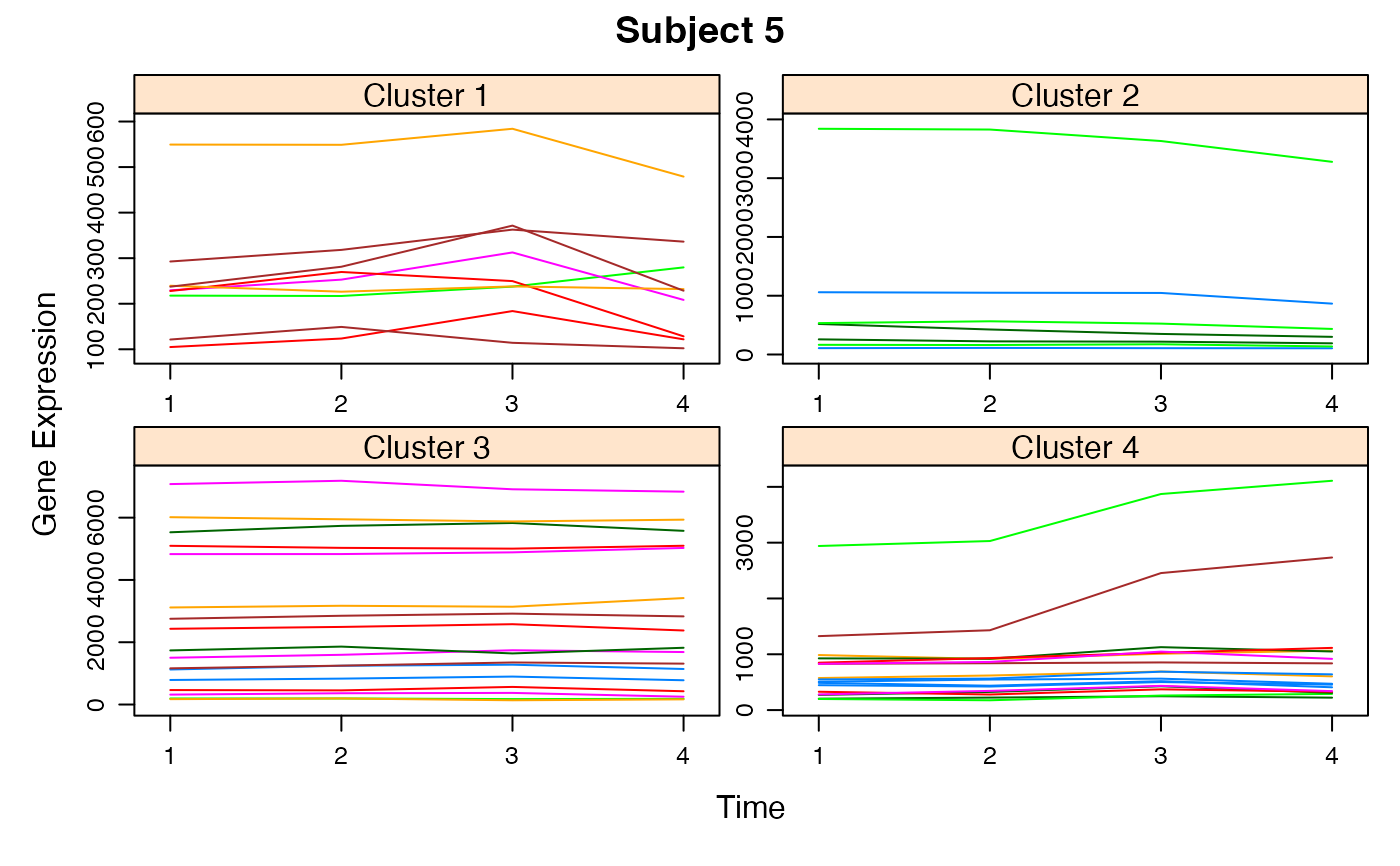 Subject 5
Cluster 1
100 200 300 400 500 600
1 2 3 4
Cluster 2
0 1000 2000 3000 4000
1 2 3 4
Cluster 3
0 2000 4000 6000
1 2 3 4
Cluster 4
0 1000 3000
1 2 3 4
Gene Expression
Time